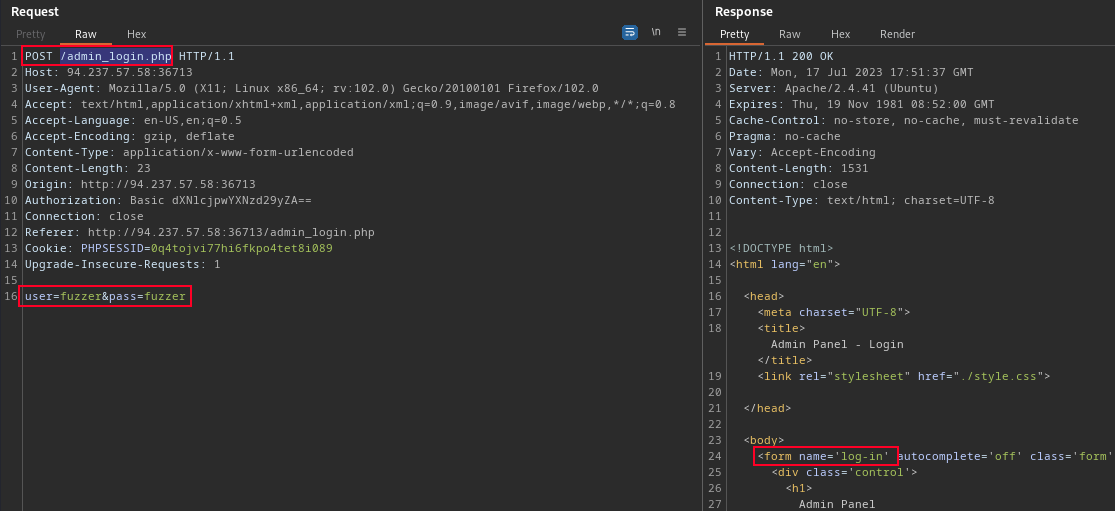 Request
Pretty Raw Hex
\n
1 POST /admin_login.php HTTP/1.1
2 Host: 94.237.57.58:36713
3 User-Agent: Mozilla/5.0 (X11; Linux x86_64; rv:102.0) Gecko/20100101 Firefox/102.0
4 Accept: text/html,application/xhtml+xml,application/xml;q=0.9,image/avif,image/webp,*/*;q=0.8
5 Accept-Language: en-US,en;q=0.5
6 Accept-Encoding: gzip, deflate
7 Content-Type: application/x-www-form-urlencoded
8 Content-Length: 23
9 Origin: http://94.237.57.58:36713
10 Authorization: Basic dXNlcjpwYXNzd29yZA==
11 Connection: close
12 Referer: http://94.237.57.58:36713/admin_login.php
13 Cookie: PHPSESSID=0q4tojvi77hi6fkpo4tet8i089
14 Upgrade-Insecure-Requests: 1
15
16 user=fuzzer&pass=fuzzer
Response
Pretty Raw Hex Render
1 HTTP/1.1 200 OK
2 Date: Mon, 17 Jul 2023 17:51:37 GMT
3 Server: Apache/2.4.41 (Ubuntu)
4 Expires: Thu, 19 Nov 1981 08:52:00 GMT
5 Cache-Control: no-store, no-cache, must-revalidate
6 Pragma: no-cache
7 Vary: Accept-Encoding
8 Content-Length: 1531
9 Connection: close
10 Content-Type: text/html; charset=UTF-8
11
12
13 <!DOCTYPE html>
14 <html lang="en">
15
16 <head>
17 <meta charset="UTF-8">
18 <title>
Admin Panel - Login
</title>
19 <link rel="stylesheet" href="./style.css">
20
21 </head>
22
23 <body>
24 <form name='log-in' autocomplete='off' class='form'
25 <div class='control'>
26 <h1>
27 Admin Panel